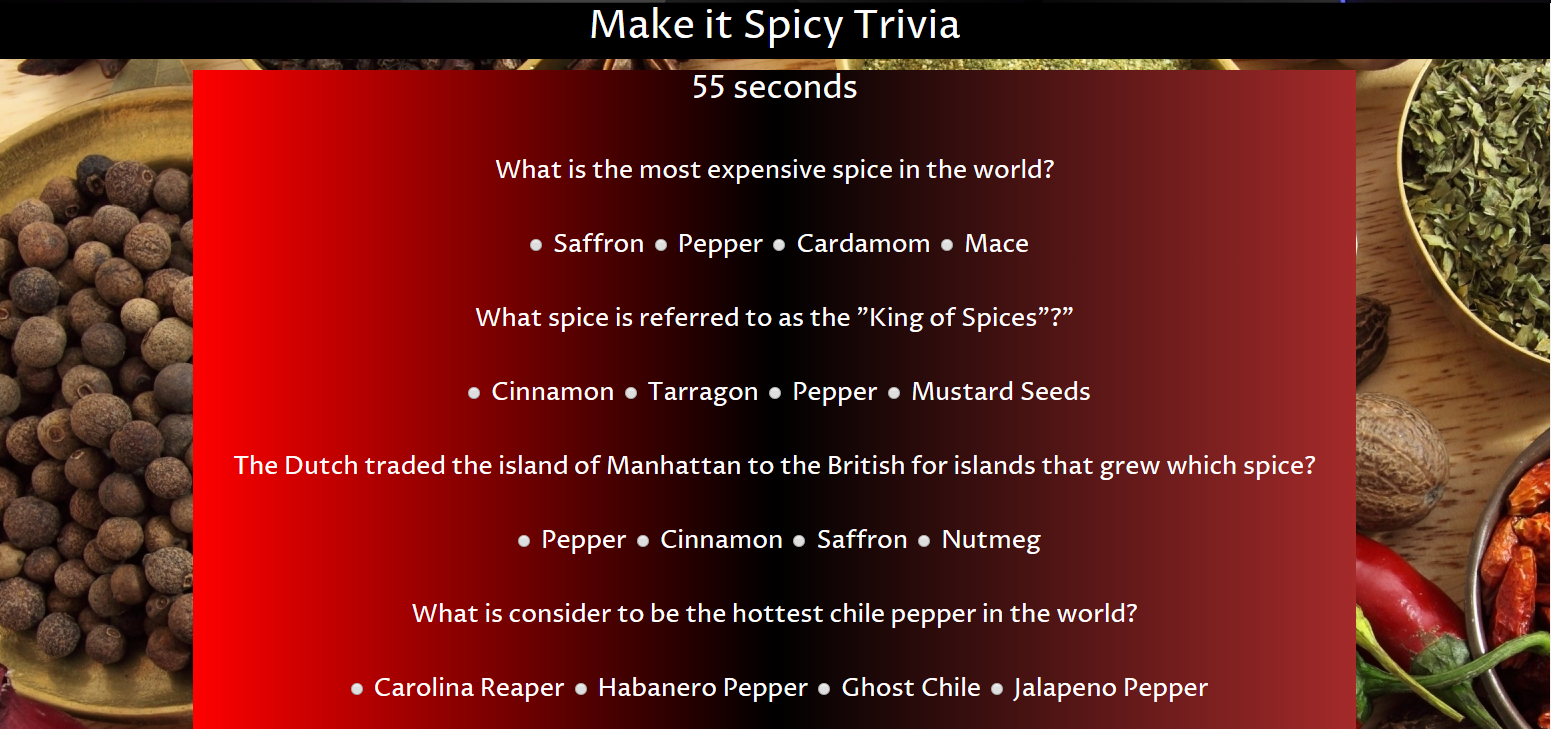 Make it Spicy Trivia
55 seconds
What is the most expensive spice in the world?
Saffron Pepper Cardamom Mace
What spice is referred to as the ”King of Spices”?”
Cinnamon Tarragon Pepper Mustard Seeds
The Dutch traded the island of Manhattan to the British for islands that grew which spice?
Pepper Cinnamon Saffron Nutmeg
What is consider to be the hottest chile pepper in the world?
Carolina Reaper Habanero Pepper Ghost Chile Jalapeno Pepper